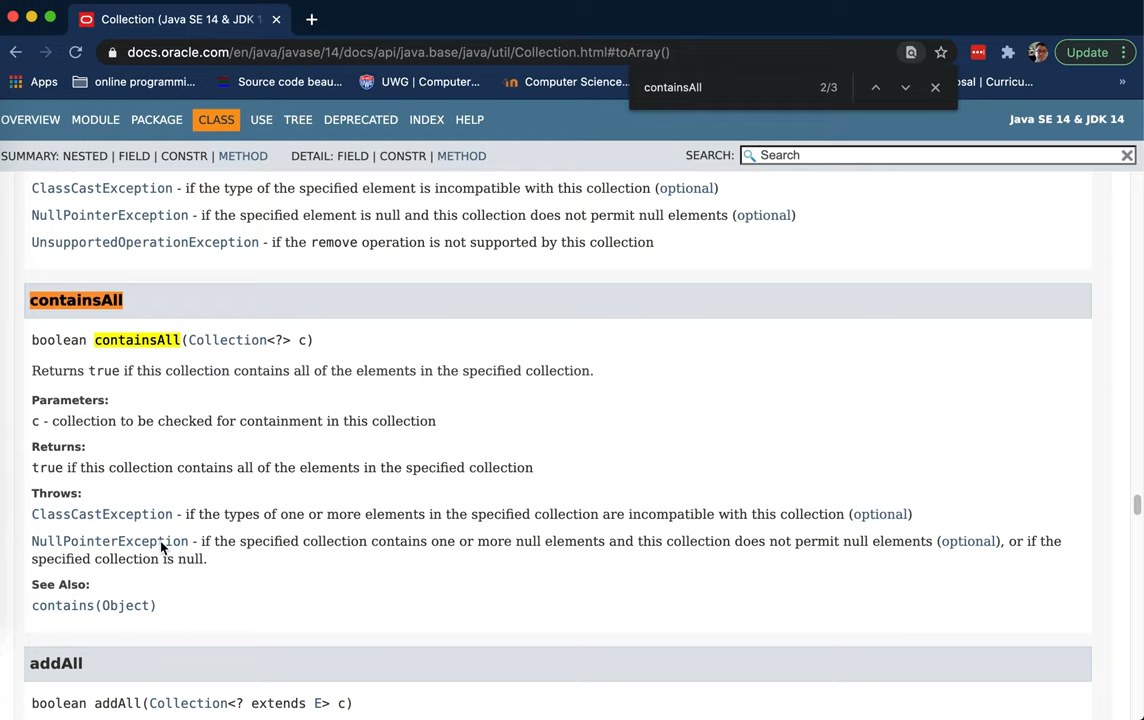 Collection (Java SE 14 & JDK 1
docs.oracle.com/en/java/javase/14/docs/api/java.base/java/util/Collection.html#toArray()
Update
Apps online programmi... Source code beau... UWG | Computer... Computer Science... osal | Curricu...
containsAll 2/3
OVERVIEW MODULE PACKAGE CLASS USE TREE DEPRECATED INDEX HELP Java SE 14 & JDK 14
SUMMARY: NESTED | FIELD | CONSTR | METHOD DETAIL: FIELD | CONSTR | METHOD SEARCH: Search
ClassCastException - if the type of the specified element is incompatible with this collection (optional)
NullPointerException - if the specified element is null and this collection does not permit null elements (optional)
UnsupportedOperationException - if the remove operation is not supported by this collection
containsAll
boolean containsAll(Collection<?> c)
Returns true if this collection contains all of the elements in the specified collection.
Parameters:
c - collection to be checked for containment in this collection
Returns:
true if this collection contains all of the elements in the specified collection
Throws:
ClassCastException - if the types of one or more elements in the specified collection are incompatible with this collection (optional)
NullPointerException - if the specified collection contains one or more null elements and this collection does not permit null elements (optional), or if the
specified collection is null.
See Also:
contains(Object)
addAll
boolean addAll(Collection<? extends E> c)